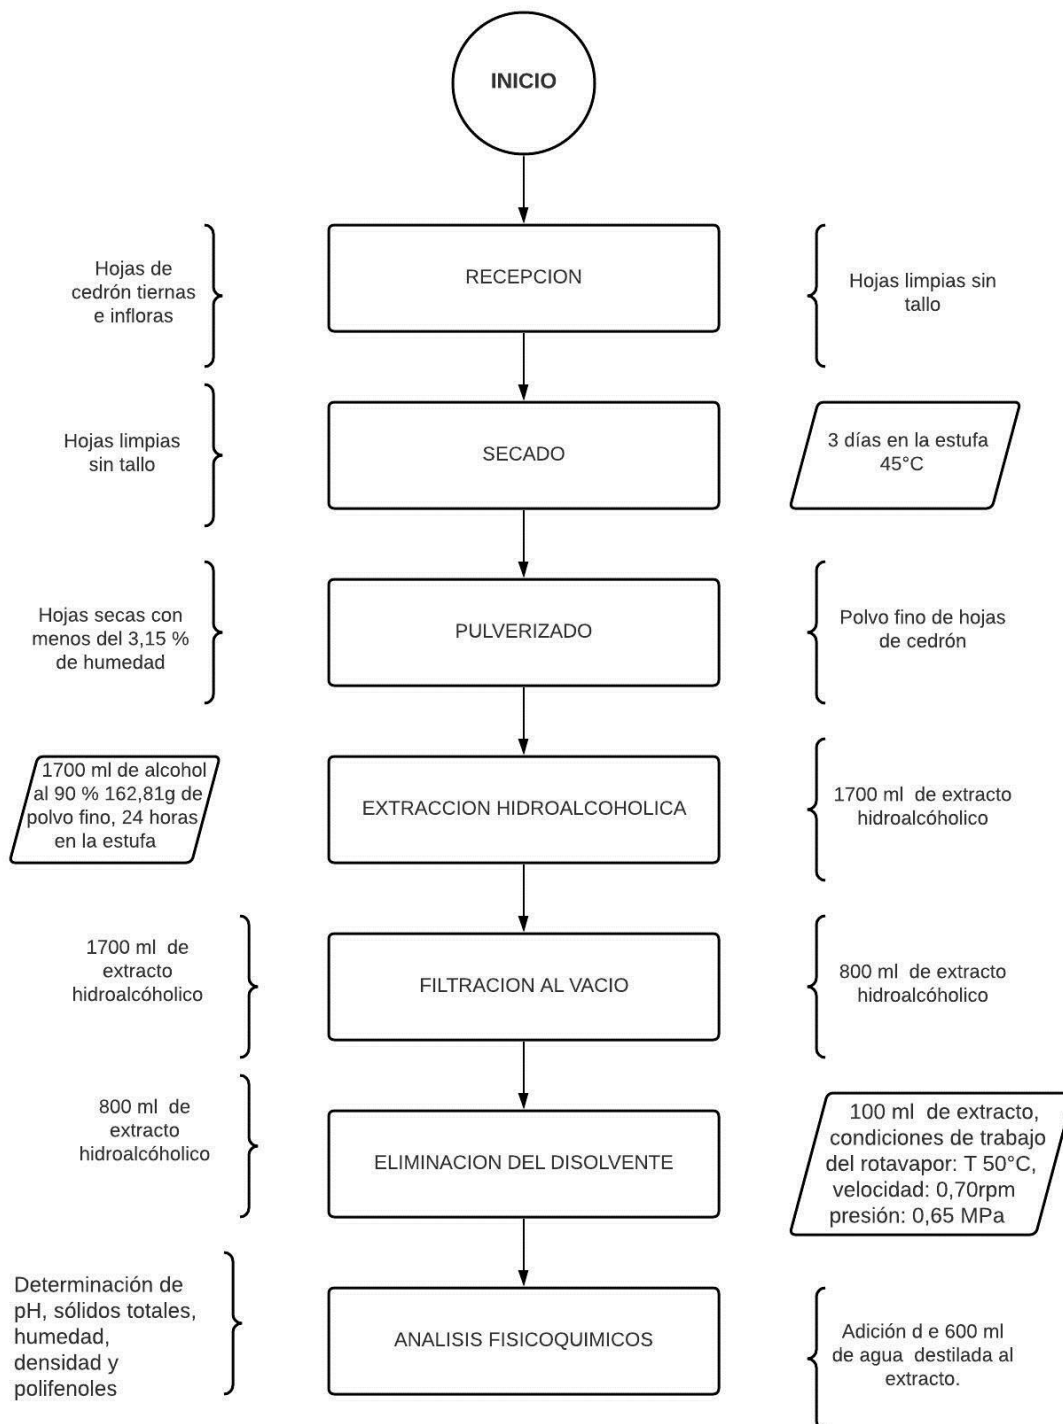 INICIO
Hojas de
cedrón tiernas
e infloras
RECEPCION
Hojas limpias sin
tallo
Hojas limpias
sin tallo
SECADO
3 días en la estufa
45°C
Hojas secas con
menos del 3,15 %
de humedad
PULVERIZADO
Polvo fino de hojas
de cedrón
1700 ml de alcohol
al 90 % 162,81g de
polvo fino, 24 horas
en la estufa
EXTRACCION HIDROALCOHOLICA
1700 ml de extracto
hidroalcóholico
1700 ml de
extracto
hidroalcóholico
FILTRACION AL VACIO
800 ml de extracto
hidroalcóholico
800 ml de
extracto
hidroalcóholico
ELIMINACION DEL DISOLVENTE
100 ml de extracto,
condiciones de trabajo
del rotavapor: T 50°C,
velocidad: 0,70rpm
presión: 0,65 MPa
Determinación de
pH, sólidos totales,
humedad,
densidad y
polifenoles
ANALISIS FISICOQUIMICOS
Adición d e 600 ml
de agua destilada al
extracto.